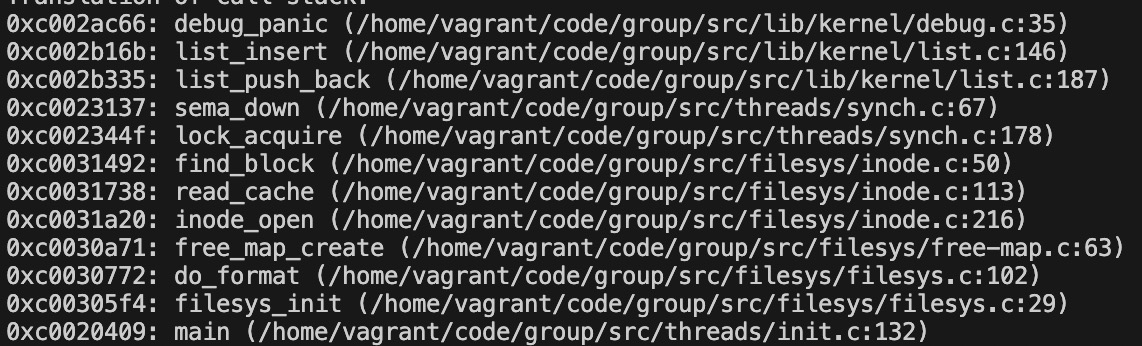 Translation of call stack:
0xc002ac66: debug_panic (/home/vagrant/code/group/src/lib/kernel/debug.c:35)
0xc002b16b: list_insert (/home/vagrant/code/group/src/lib/kernel/list.c:146)
0xc002b335: list_push_back (/home/vagrant/code/group/src/lib/kernel/list.c:187)
0xc0023137: sema_down (/home/vagrant/code/group/src/threads/synch.c:67)
0xc002344f: lock_acquire (/home/vagrant/code/group/src/threads/synch.c:178)
0xc0031492: find_block (/home/vagrant/code/group/src/filesys/inode.c:50)
0xc0031738: read_cache (/home/vagrant/code/group/src/filesys/inode.c:113)
0xc0031a20: inode_open (/home/vagrant/code/group/src/filesys/inode.c:216)
0xc0030a71: free_map_create (/home/vagrant/code/group/src/filesys/free-map.c:63)
0xc0030772: do_format (/home/vagrant/code/group/src/filesys/filesys.c:102)
0xc00305f4: filesys_init (/home/vagrant/code/group/src/filesys/filesys.c:29)
0xc0020409: main (/home/vagrant/code/group/src/threads/init.c:132)